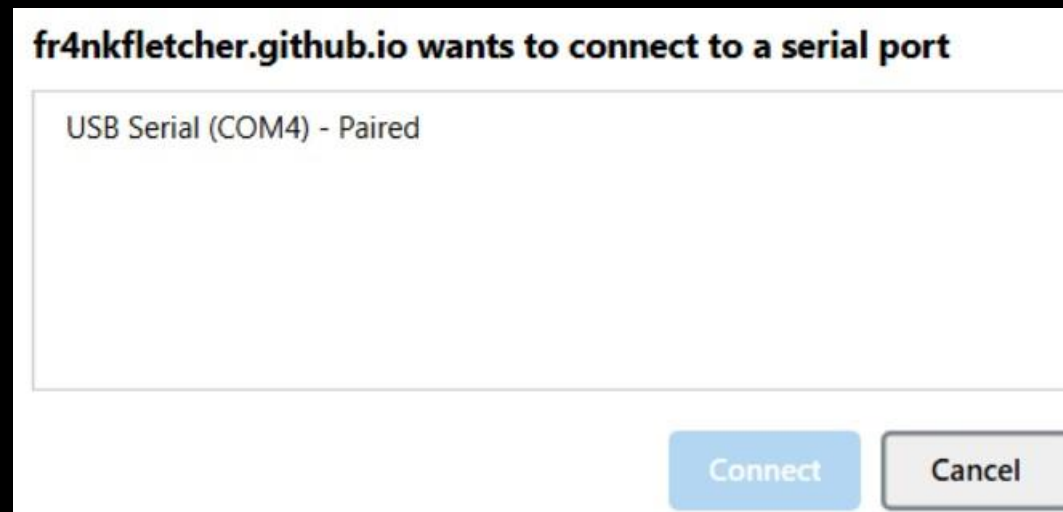 fr4nkfletcher.github.io wants to connect to a serial port
USB Serial (COM4) - Paired
Connect
Cancel